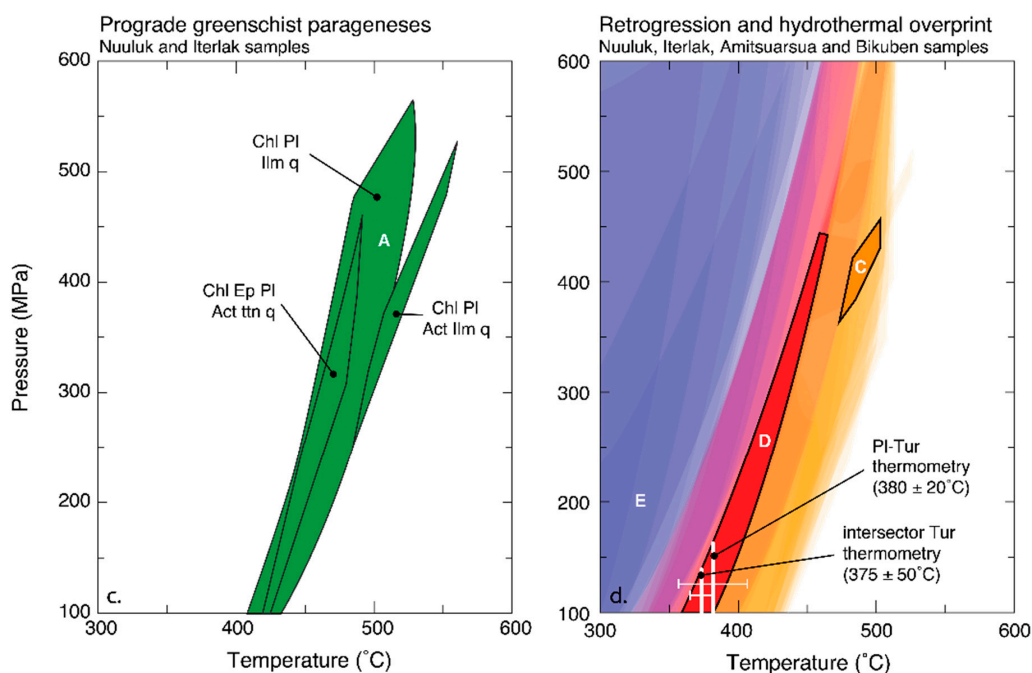 Prograde greenschist parageneses
Nuuluk and Iterlak samples
600
500
400
300
200
100
Pressure (MPa)
Chl Pl
Ilm q
A
Chl Ep Pl
Act ttn q
Chl Pl
Act Ilm q
c.
300
400
500
600
Temperature (˚C)
Retrogression and hydrothermal overprint
Nuuluk, Iterlak, Amitsuarsua and Bikuben samples
600
500
400
300
200
100
C
D
E
Pl-Tur
thermometry
(380 ± 20˚C)
intersector Tur
thermometry
(375 ± 50˚C)
d.
300
400
500
600
Temperature (˚C)